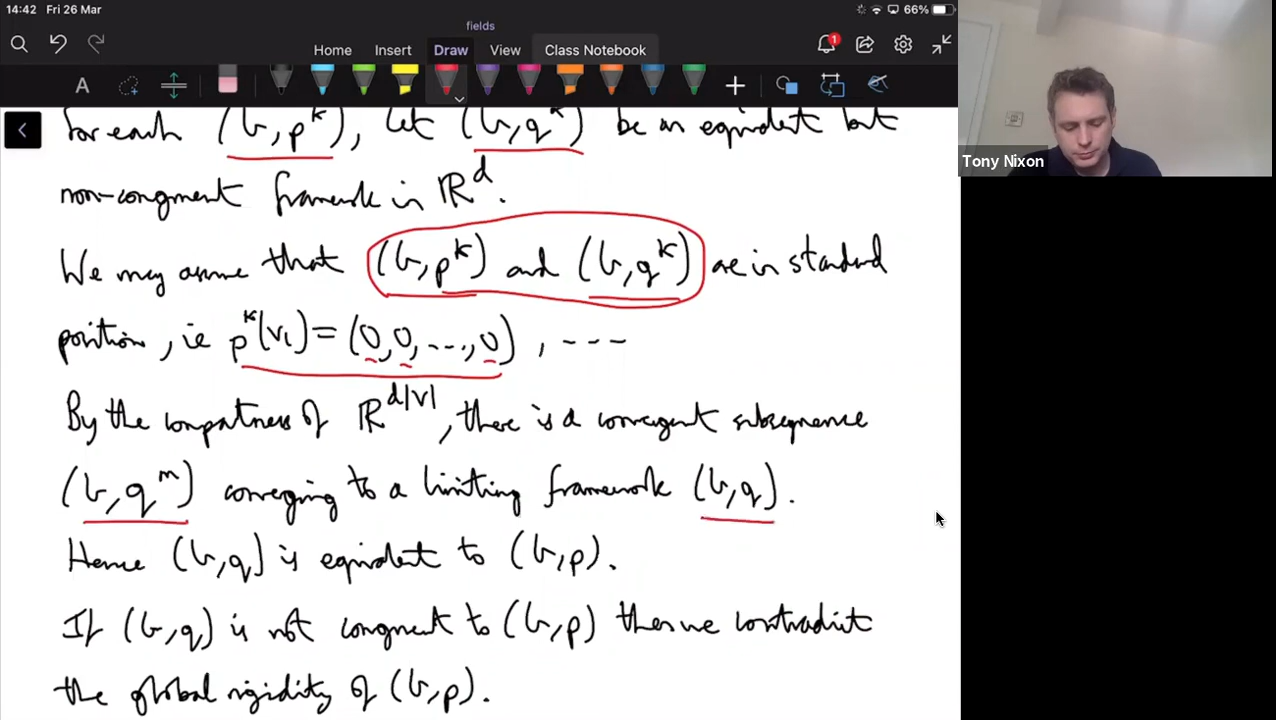 14:42 Fri 26 Mar
66%
fields
Home Insert Draw View Class Notebook
1
A
Tony Nixon
for each (G, p^k), let (G, q^k) be an equivalent but
non-congruent framework in ℝ^d.
We may assume that (G, p^k) and (G, q^k) are in standard
position, ie p^k(v₁) = (0, 0, ..., 0), ---
By the compactness of ℝ^{d|V|}, there is a convergent subsequence
(G, q^m) converging to a limiting framework (G, q).
Hence (G, q) is equivalent to (G, p).
If (G, q) is not congruent to (G, p) then we contradict
the global rigidity of (G, p).